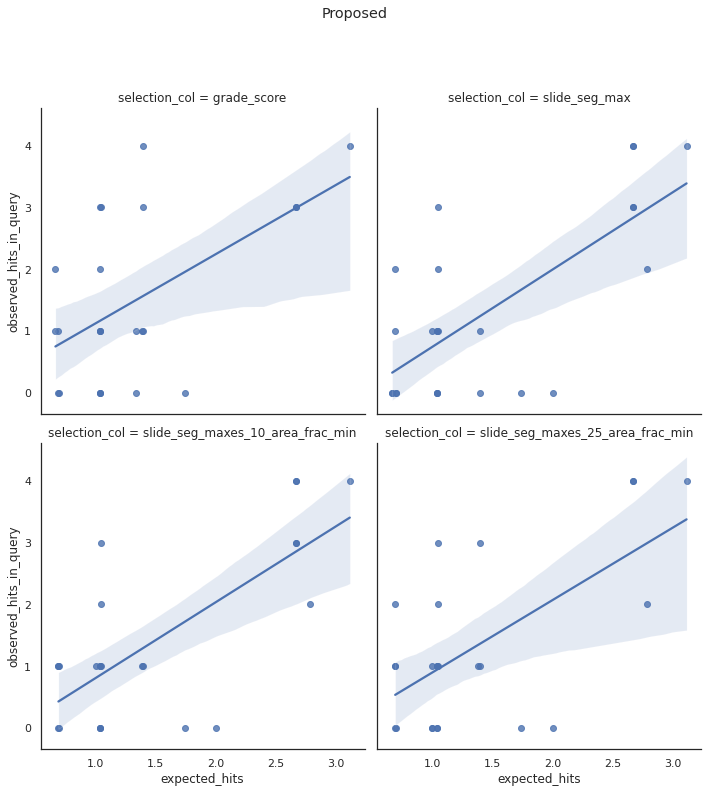 Proposed
selection_col = grade_score
selection_col = slide_seg_max
4
3
2
1
0
observed_hits_in_query
selection_col = slide_seg_maxes_10_area_frac_min
selection_col = slide_seg_maxes_25_area_frac_min
4
3
2
1
0
observed_hits_in_query
1.0 1.5 2.0 2.5 3.0
1.0 1.5 2.0 2.5 3.0
expected_hits
expected_hits